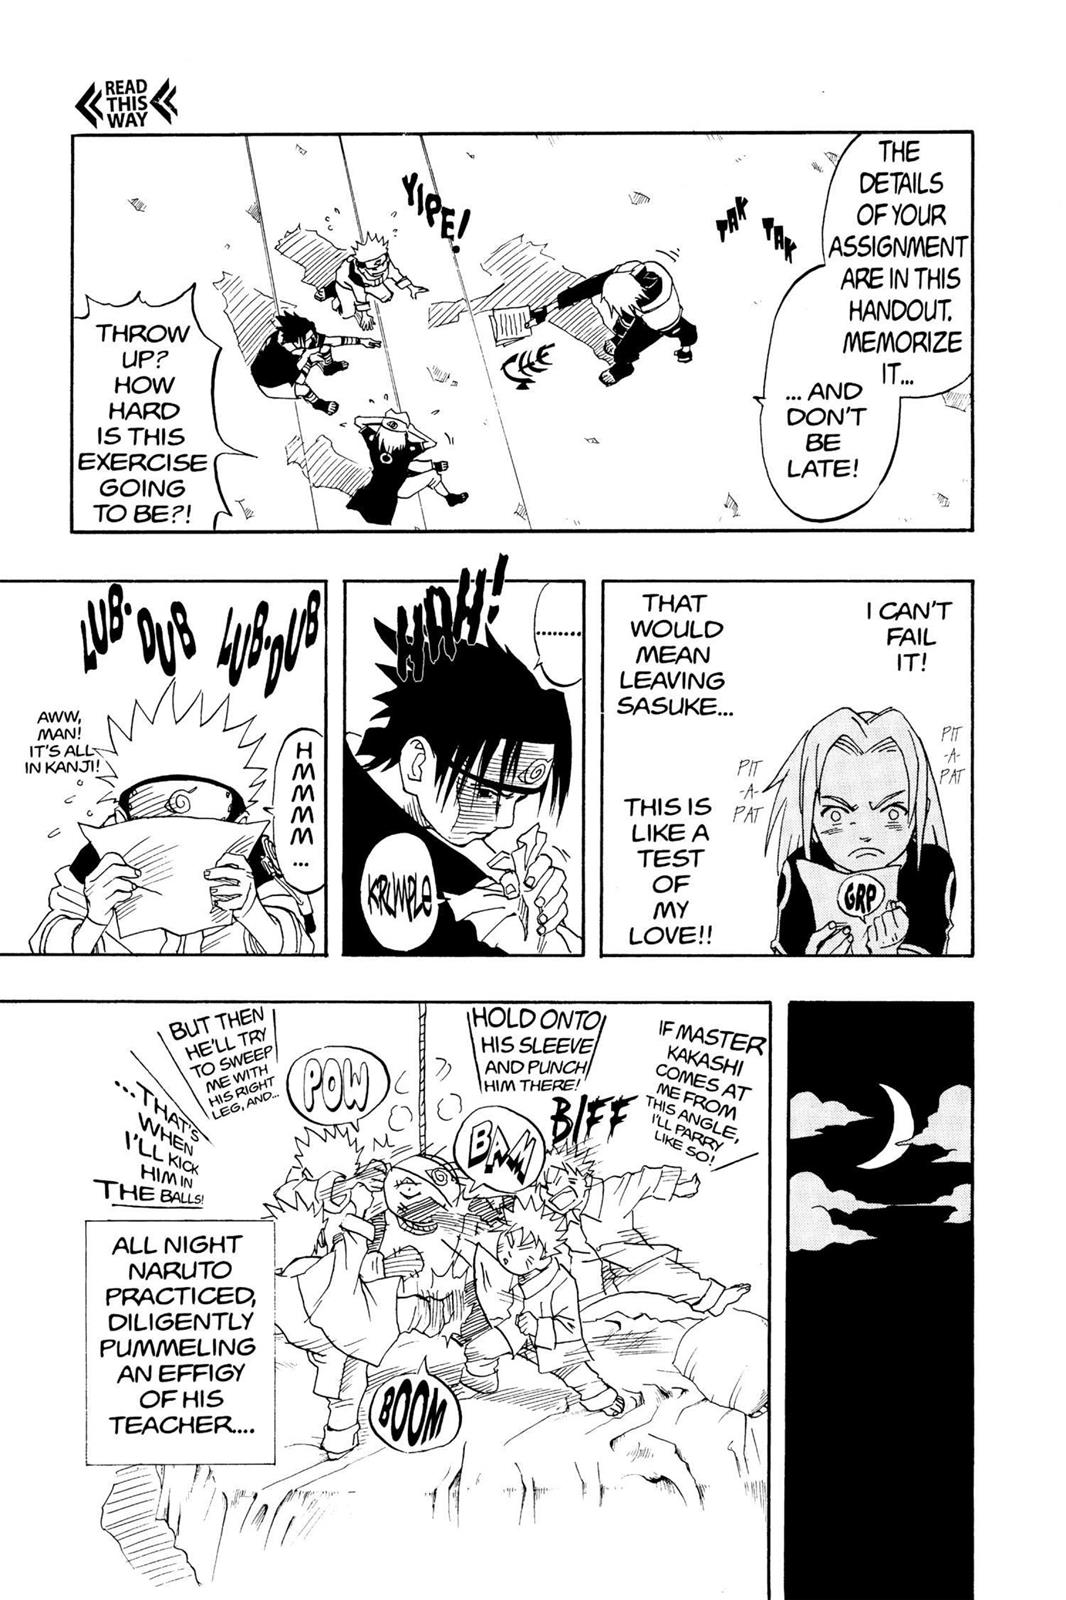 READ
THIS
WAY
THE
DETAILS
OF YOUR
ASSIGNMENT
ARE IN THIS
HANDOUT.
MEMORIZE
IT...
... AND
DON'T
BE
LATE!
TAK
TAK
YIPE!
THROW
UP?
HOW
HARD
IS THIS
EXERCISE
GOING
TO BE?!
I CAN'T
FAIL
IT!
THAT
WOULD
MEAN
LEAVING
SASUKE...
PIT
-A-
PAT
PIT
-A-
PAT
GRP
THIS IS
LIKE A
TEST
OF
MY
LOVE!!
..........
HAH!
KRUMPLE
LUB-DUB
LUB-DUB
HMMMM...
AWW,
MAN!
IT'S ALL
IN KANJI!
IF MASTER
KAKASHI
COMES AT
ME FROM
THIS ANGLE,
I'LL PARRY
LIKE SO!
HOLD ONTO
HIS SLEEVE
AND PUNCH
HIM THERE!
BIFF
BAM
POW
BUT THEN
HE'LL TRY
TO SWEEP
ME WITH
HIS RIGHT
LEG, AND...
...THAT'S
WHEN
I'LL KICK
HIM IN
THE BALLS!
BOOM
ALL NIGHT
NARUTO
PRACTICED,
DILIGENTLY
PUMMELING
AN EFFIGY
OF HIS
TEACHER....